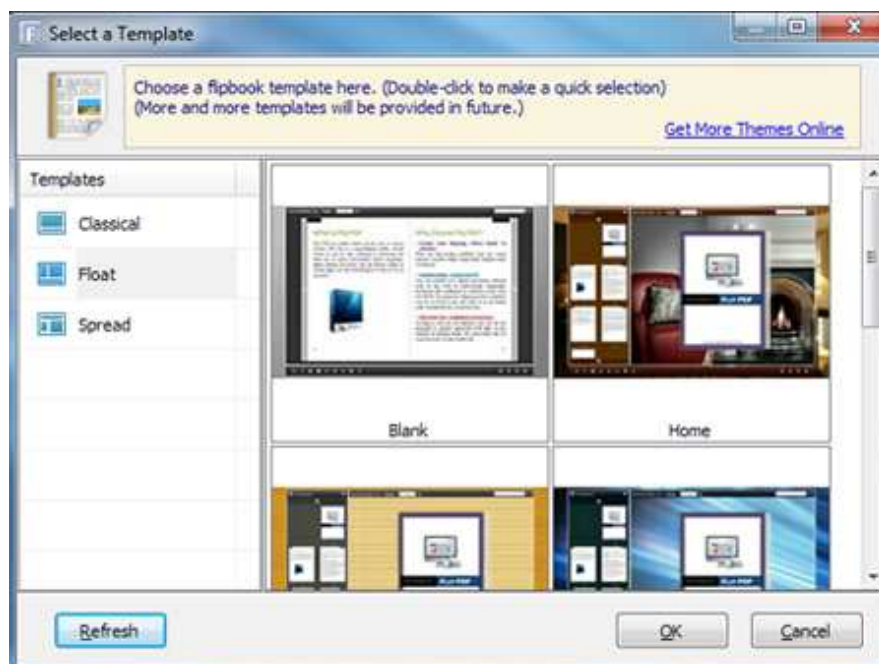 Select a Template
Choose a flipbook template here. (Double-click to make a quick selection)
(More and more templates will be provided in future.)
Get More Themes Online
Templates
Classical
Float
Spread
Blank
Home
Refresh
OK
Cancel